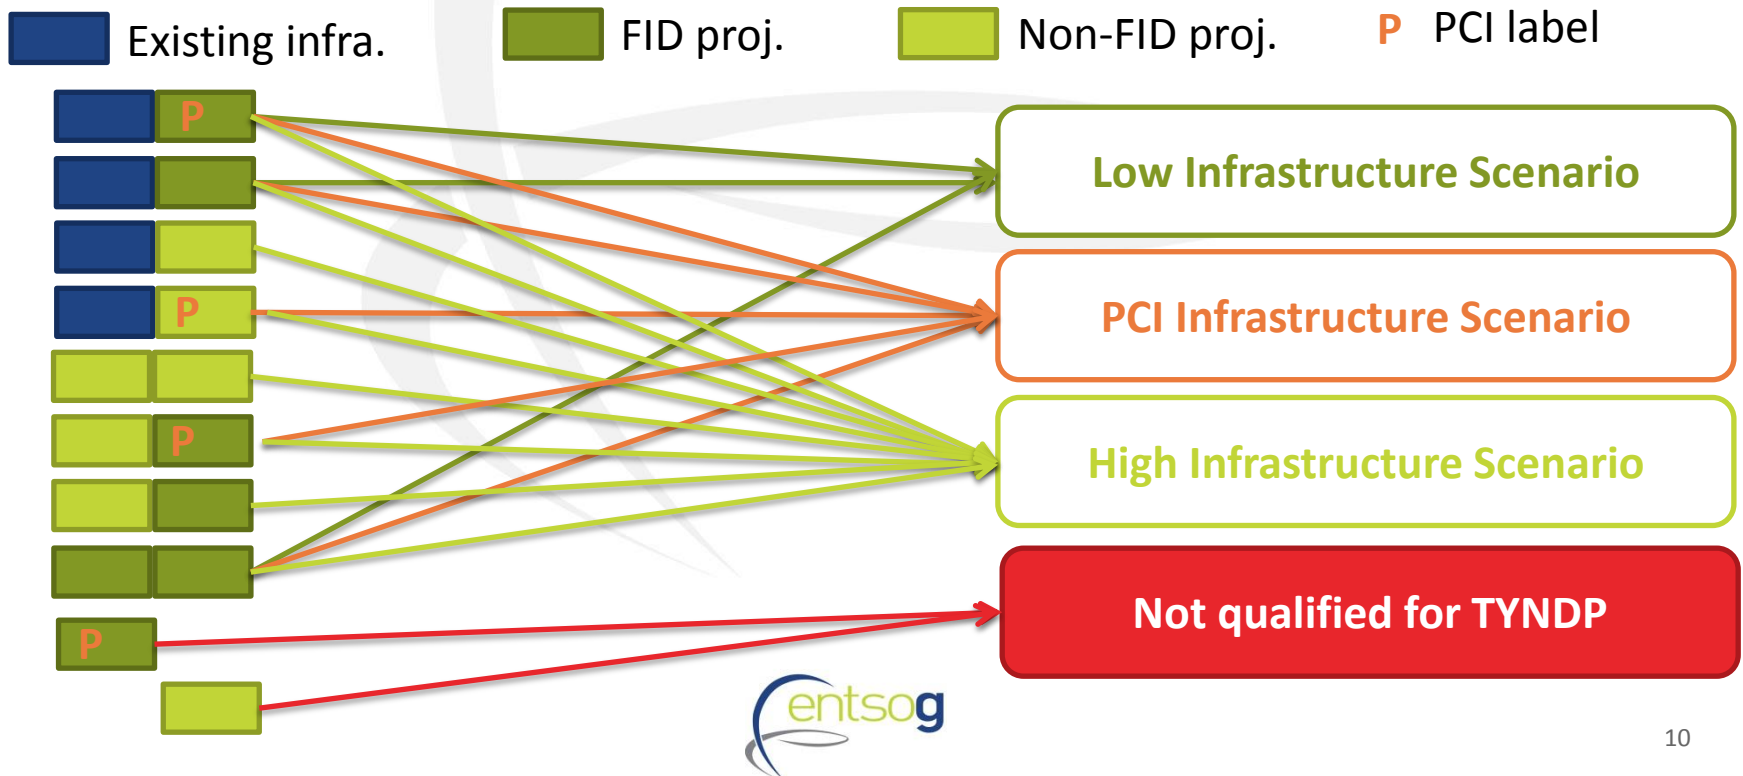 Existing infra.
FID proj.
Non-FID proj.
P PCI label
P
Low Infrastructure Scenario
PCI Infrastructure Scenario
P
P
High Infrastructure Scenario
Not qualified for TYNDP
P
entsog
10